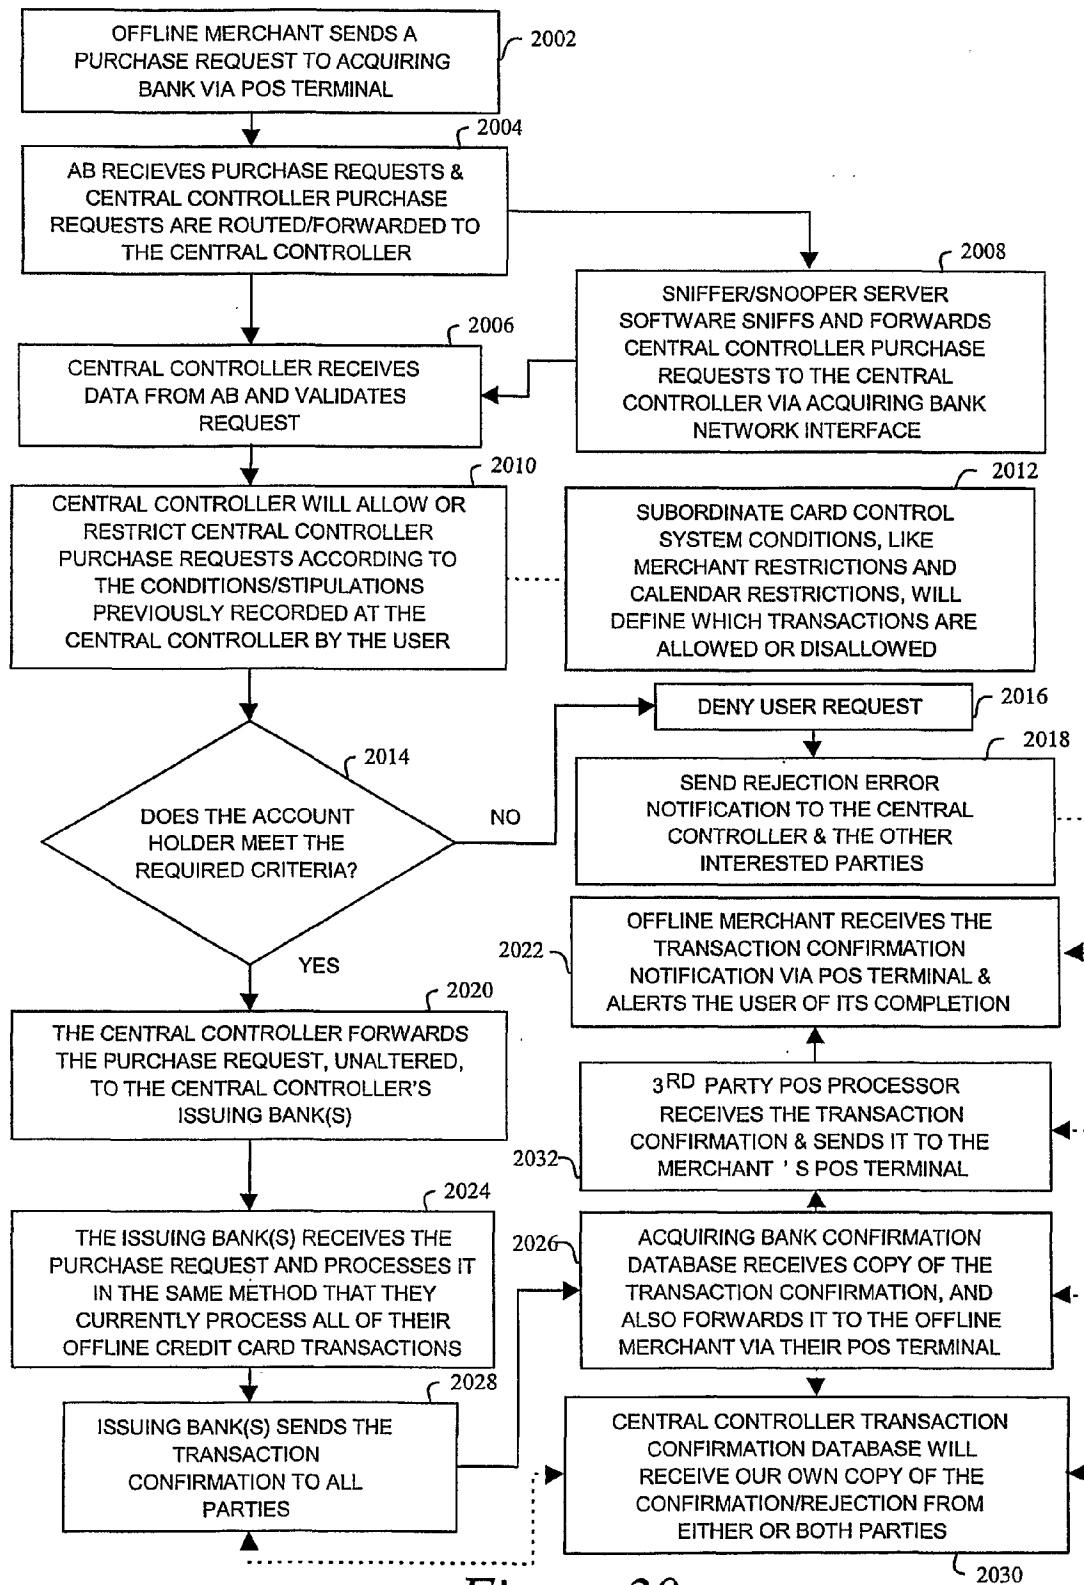 OFFLINE MERCHANT SENDS A
PURCHASE REQUEST TO ACQUIRING
BANK VIA POS TERMINAL
2002
2004
AB RECIEVES PURCHASE REQUESTS &
CENTRAL CONTROLLER PURCHASE
REQUESTS ARE ROUTED/FORWARDED TO
THE CENTRAL CONTROLLER
2008
SNIFFER/SNOOPER SERVER
SOFTWARE SNIFFS AND FORWARDS
CENTRAL CONTROLLER PURCHASE
REQUESTS TO THE CENTRAL
CONTROLLER VIA ACQUIRING BANK
NETWORK INTERFACE
2006
CENTRAL CONTROLLER RECEIVES
DATA FROM AB AND VALIDATES
REQUEST
2010
CENTRAL CONTROLLER WILL ALLOW OR
RESTRICT CENTRAL CONTROLLER
PURCHASE REQUESTS ACCORDING TO
THE CONDITIONS/STIPULATIONS
PREVIOUSLY RECORDED AT THE
CENTRAL CONTROLLER BY THE USER
2012
SUBORDINATE CARD CONTROL
SYSTEM CONDITIONS, LIKE
MERCHANT RESTRICTIONS AND
CALENDAR RESTRICTIONS, WILL
DEFINE WHICH TRANSACTIONS ARE
ALLOWED OR DISALLOWED
DENY USER REQUEST
2016
2014
DOES THE ACCOUNT
HOLDER MEET THE
REQUIRED CRITERIA?
NO
YES
2018
SEND REJECTION ERROR
NOTIFICATION TO THE CENTRAL
CONTROLLER & THE OTHER
INTERESTED PARTIES
2022
OFFLINE MERCHANT RECEIVES THE
TRANSACTION CONFIRMATION
NOTIFICATION VIA POS TERMINAL &
ALERTS THE USER OF ITS COMPLETION
2020
THE CENTRAL CONTROLLER FORWARDS
THE PURCHASE REQUEST, UNALTERED,
TO THE CENTRAL CONTROLLER'S
ISSUING BANK(S)
2032
3RD PARTY POS PROCESSOR
RECEIVES THE TRANSACTION
CONFIRMATION & SENDS IT TO THE
MERCHANT ' S POS TERMINAL
2024
THE ISSUING BANK(S) RECEIVES THE
PURCHASE REQUEST AND PROCESSES IT
IN THE SAME METHOD THAT THEY
CURRENTLY PROCESS ALL OF THEIR
OFFLINE CREDIT CARD TRANSACTIONS
2026
ACQUIRING BANK CONFIRMATION
DATABASE RECEIVES COPY OF THE
TRANSACTION CONFIRMATION, AND
ALSO FORWARDS IT TO THE OFFLINE
MERCHANT VIA THEIR POS TERMINAL
2028
ISSUING BANK(S) SENDS THE
TRANSACTION
CONFIRMATION TO ALL
PARTIES
CENTRAL CONTROLLER TRANSACTION
CONFIRMATION DATABASE WILL
RECEIVE OUR OWN COPY OF THE
CONFIRMATION/REJECTION FROM
EITHER OR BOTH PARTIES
2030